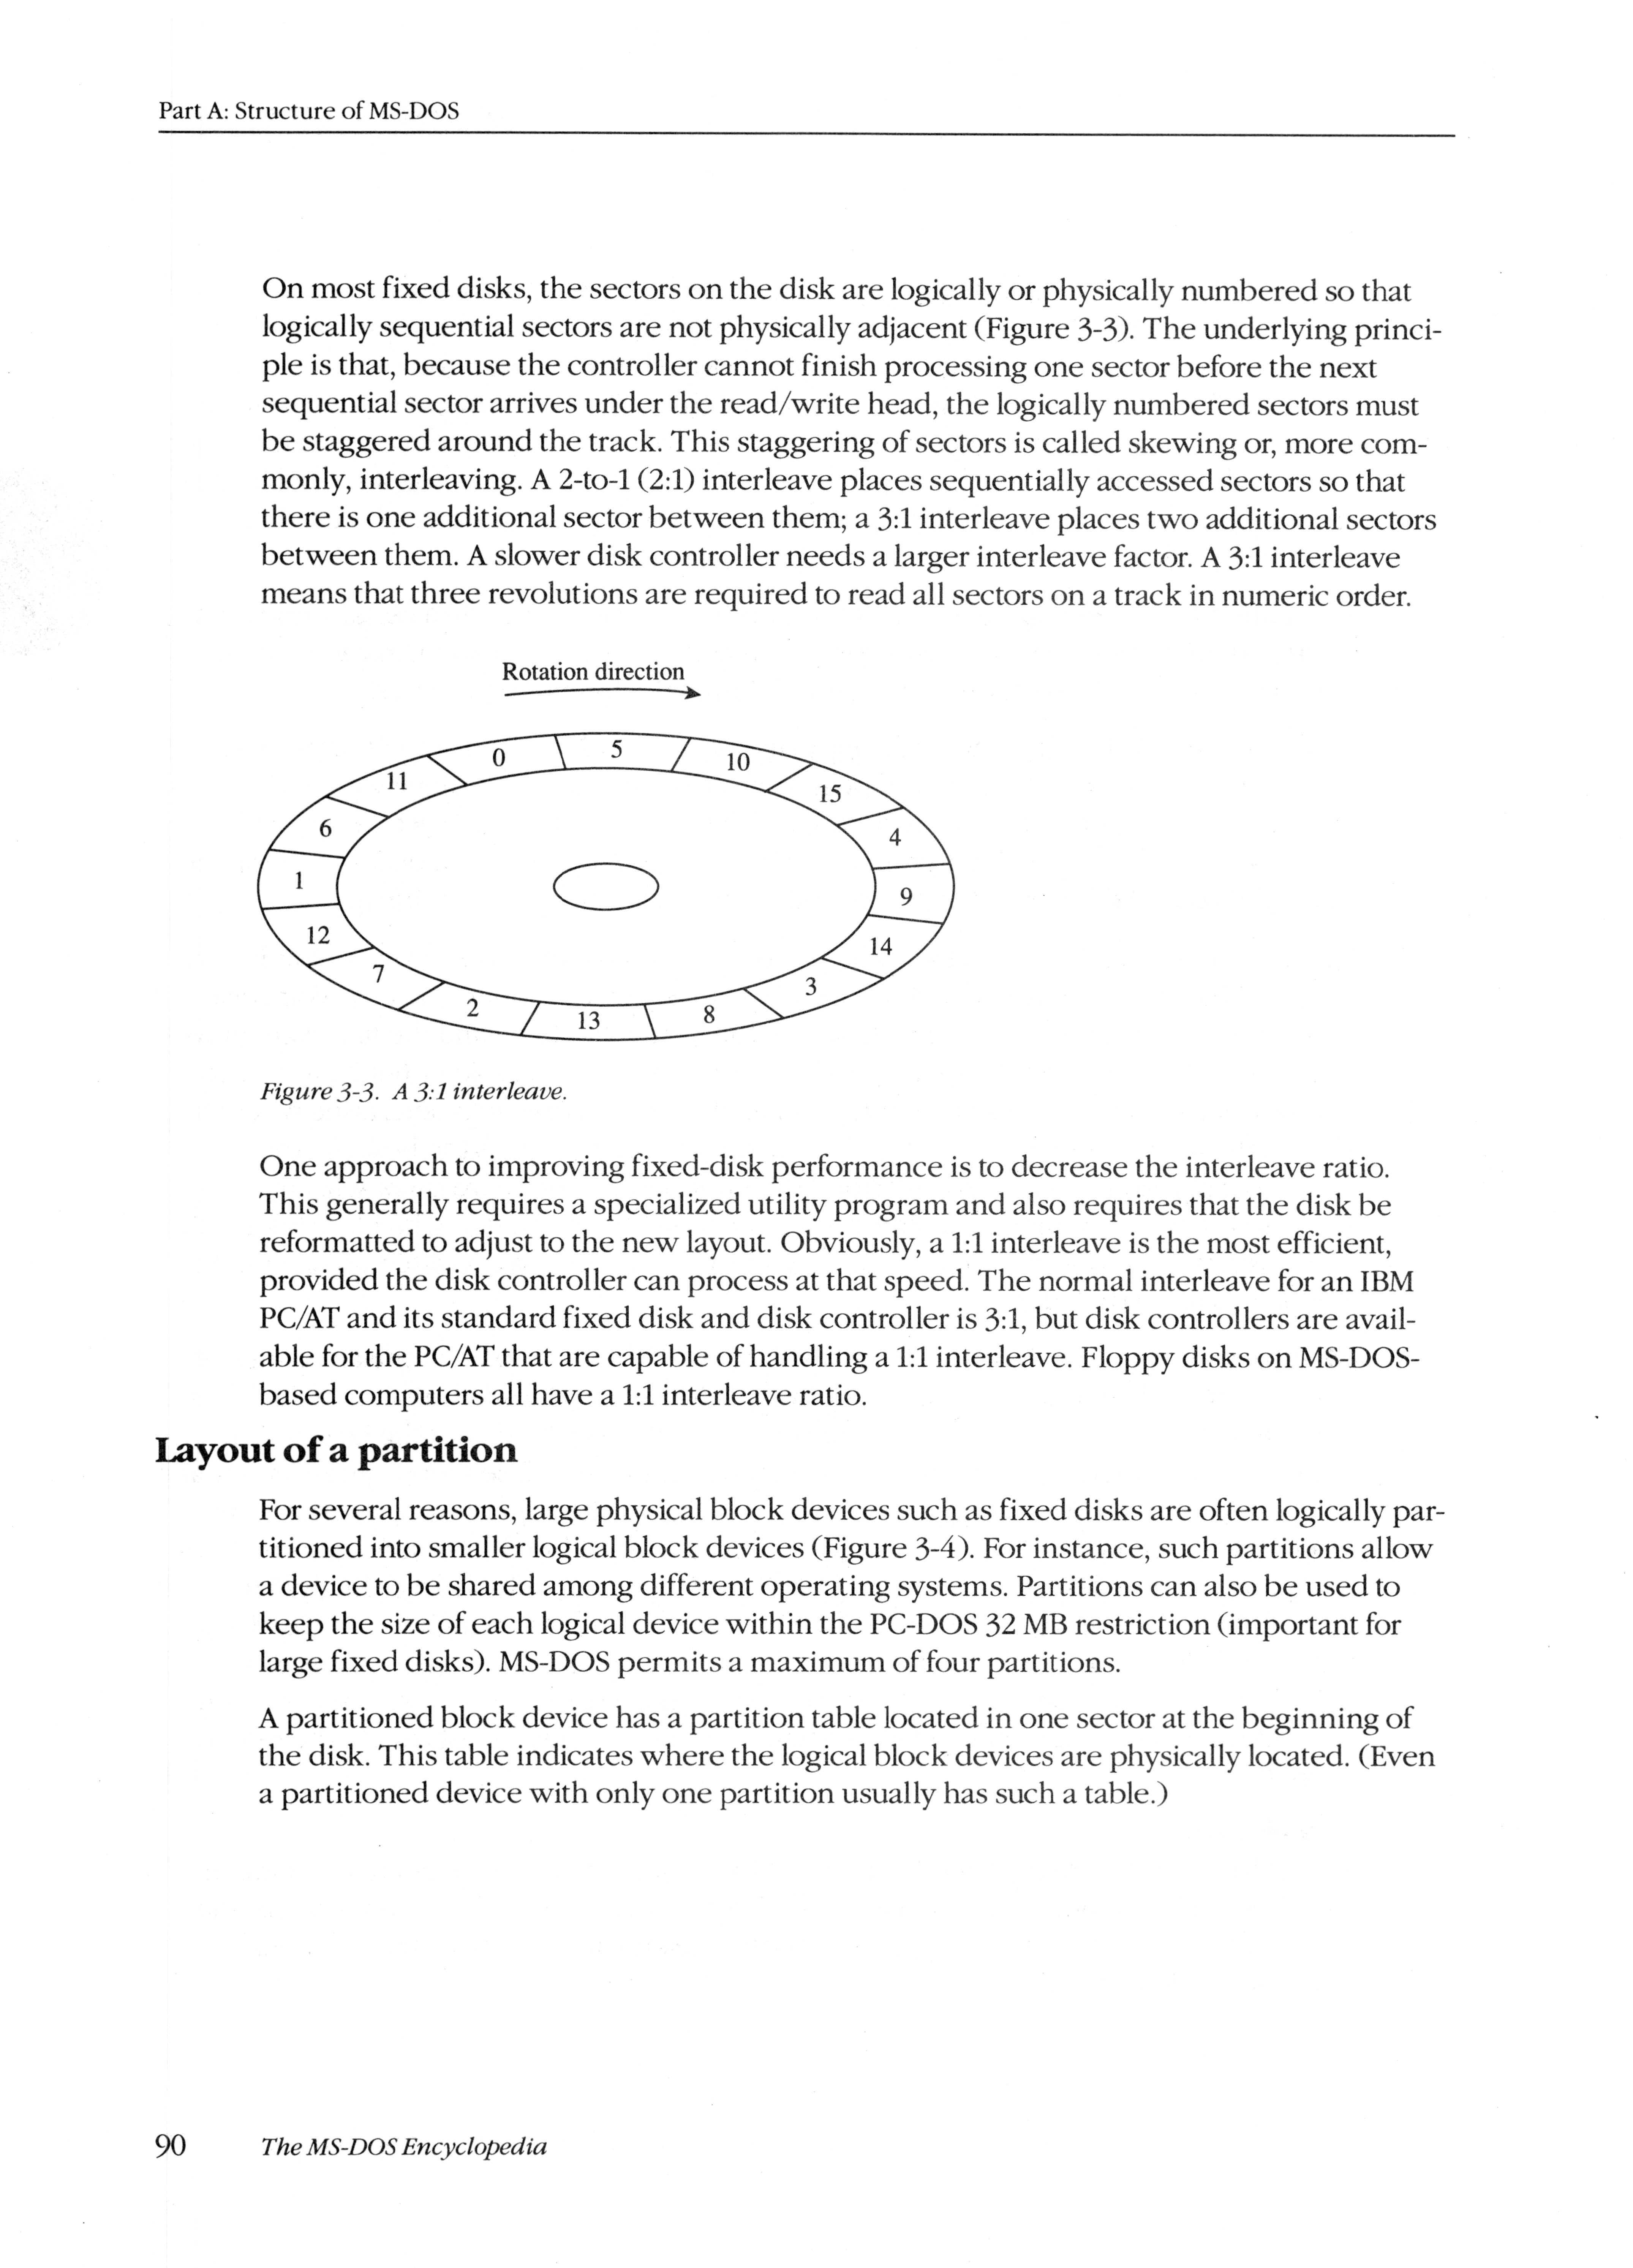 Part A: Structure of MS-DOS
On most fixed disks, the sectors on the disk are logically or physically numbered so that
logically sequential sectors are not physically adjacent (Figure 3-3). The underlying princi-
ple is that, because the controller cannot finish processing one sector before the next
sequential sector arrives under the read/write head, the logically numbered sectors must
be staggered around the track. This staggering of sectors is called skewing or, more com-
monly, interleaving. A 2-to-1 (2:1) interleave places sequentially accessed sectors so that
there is one additional sector between them; a 3:1 interleave places two additional sectors
between them. A slower disk controller needs a larger interleave factor. A 3:1 interleave
means that three revolutions are required to read all sectors on a track in numeric order.
Rotation direction
0
5
10
15
4
9
14
3
8
13
2
7
12
1
6
11
Figure 3-3. A 3:1 interleave.
One approach to improving fixed-disk performance is to decrease the interleave ratio.
This generally requires a specialized utility program and also requires that the disk be
reformatted to adjust to the new layout. Obviously, a 1:1 interleave is the most efficient,
provided the disk controller can process at that speed. The normal interleave for an IBM
PC/AT and its standard fixed disk and disk controller is 3:1, but disk controllers are avail-
able for the PC/AT that are capable of handling a 1:1 interleave. Floppy disks on MS-DOS-
based computers all have a 1:1 interleave ratio.
Layout of a partition
For several reasons, large physical block devices such as fixed disks are often logically par-
titioned into smaller logical block devices (Figure 3-4). For instance, such partitions allow
a device to be shared among different operating systems. Partitions can also be used to
keep the size of each logical device within the PC-DOS 32 MB restriction (important for
large fixed disks). MS-DOS permits a maximum of four partitions.
A partitioned block device has a partition table located in one sector at the beginning of
the disk. This table indicates where the logical block devices are physically located. (Even
a partitioned device with only one partition usually has such a table.)
90 The MS-DOS Encyclopedia